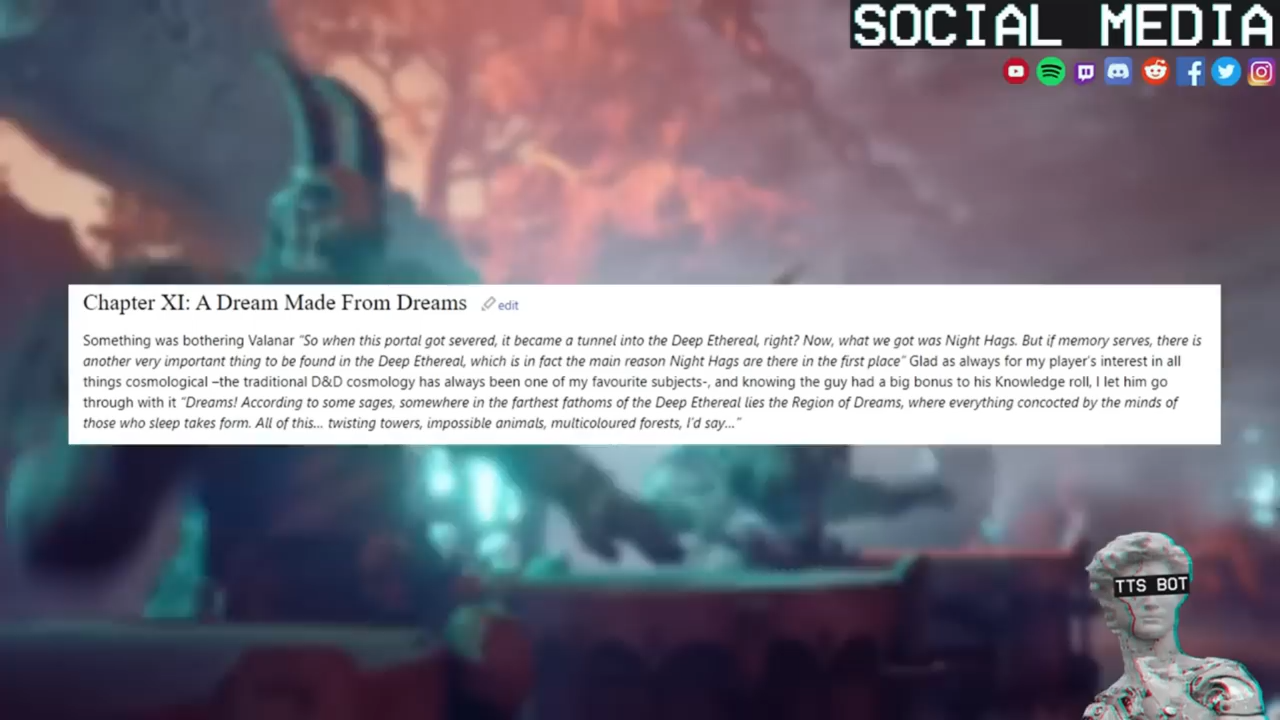 SOCIAL MEDIA
Chapter XI: A Dream Made From Dreams edit
Something was bothering Valanar “So when this portal got severed, it became a tunnel into the Deep Ethereal, right? Now, what we got was Night Hags. But if memory serves, there is
another very important thing to be found in the Deep Ethereal, which is in fact the main reason Night Hags are there in the first place” Glad as always for my player’s interest in all
things cosmological –the traditional D&D cosmology has always been one of my favourite subjects-, and knowing the guy had a big bonus to his Knowledge roll, I let him go
through with it “Dreams! According to some sages, somewhere in the farthest fathoms of the Deep Ethereal lies the Region of Dreams, where everything concocted by the minds of
those who sleep takes form. All of this… twisting towers, impossible animals, multicoloured forests, I’d say…”
TTS BOT